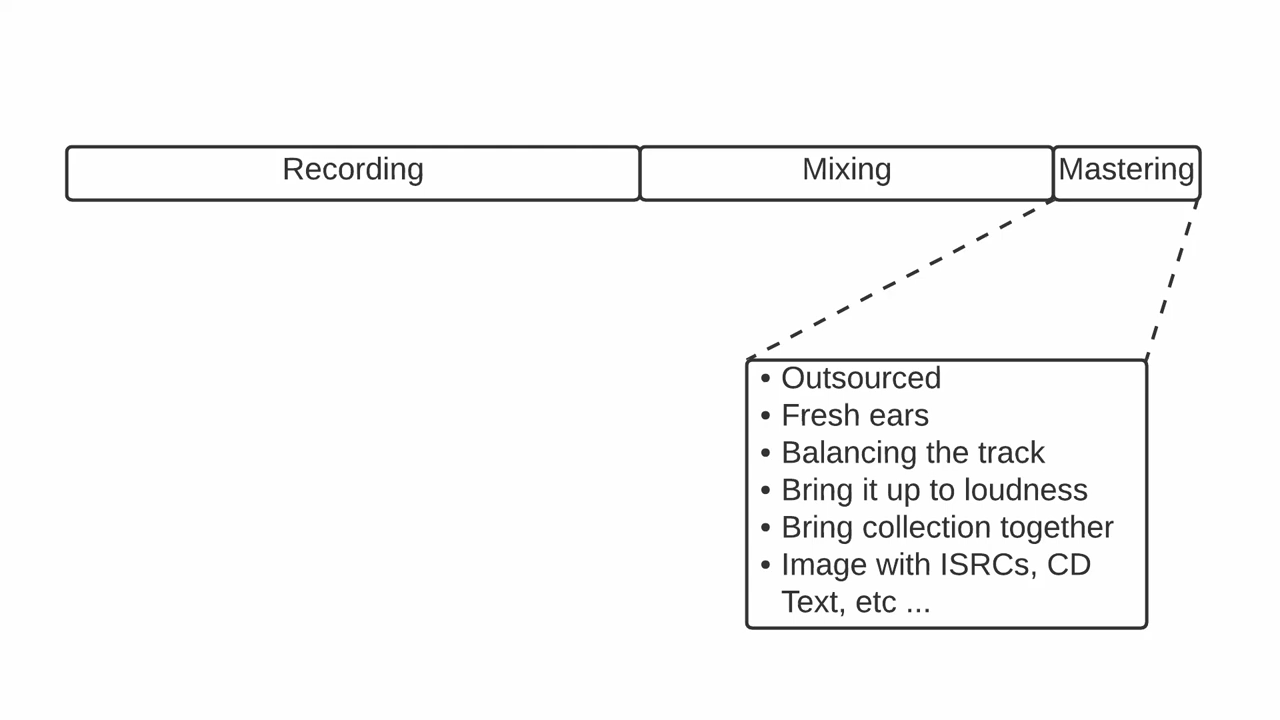 Recording
Mixing
Mastering
• Outsourced
• Fresh ears
• Balancing the track
• Bring it up to loudness
• Bring collection together
• Image with ISRCs, CD
Text, etc ...